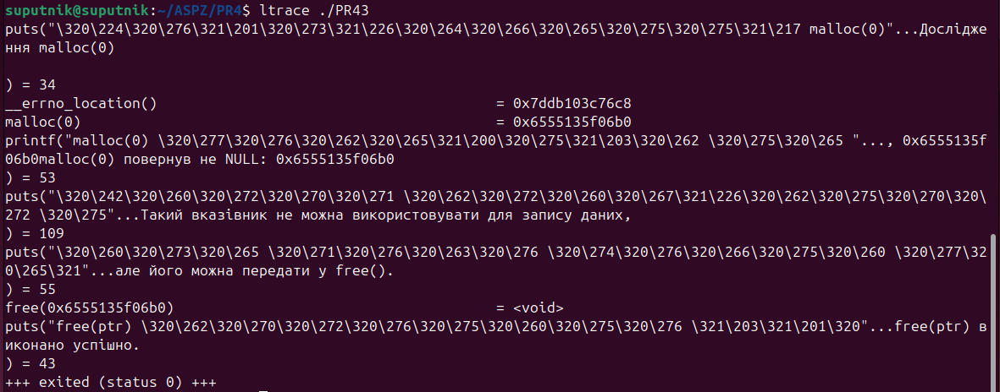 suputnik@suputnik:~/ASPZ/PR4$ ltrace ./PR43
puts("\320\224\320\276\321\201\320\273\321\226\320\264\320\266\320\265\320\275\320\275\321\217 malloc(0)"...Дослідже
ння malloc(0)
) = 34
__errno_location()                                = 0x7ddb103c76c8
malloc(0)                                         = 0x6555135f06b0
printf("malloc(0) \320\277\320\276\320\262\320\265\321\200\320\275\321\203\320\262 \320\275\320\265 "..., 0x6555135f
06b0malloc(0) повернув не NULL: 0x6555135f06b0
) = 53
puts("\320\242\320\260\320\272\320\270\320\271 \320\262\320\272\320\260\320\267\321\226\320\262\320\275\320\270\320\
272 \320\275"...Такий вказівник не можна використовувати для запису даних,
) = 109
puts("\320\260\320\273\320\265 \320\271\320\276\320\263\320\276 \320\274\320\276\320\266\320\275\320\260 \320\277\32
0\265\321"...але його можна передати у free().
) = 55
free(0x6555135f06b0)                              = <void>
puts("free(ptr) \320\262\320\270\320\272\320\276\320\275\320\260\320\275\320\276 \321\203\321\201\320"...free(ptr) в
иконано успішно.
) = 43
+++ exited (status 0) +++